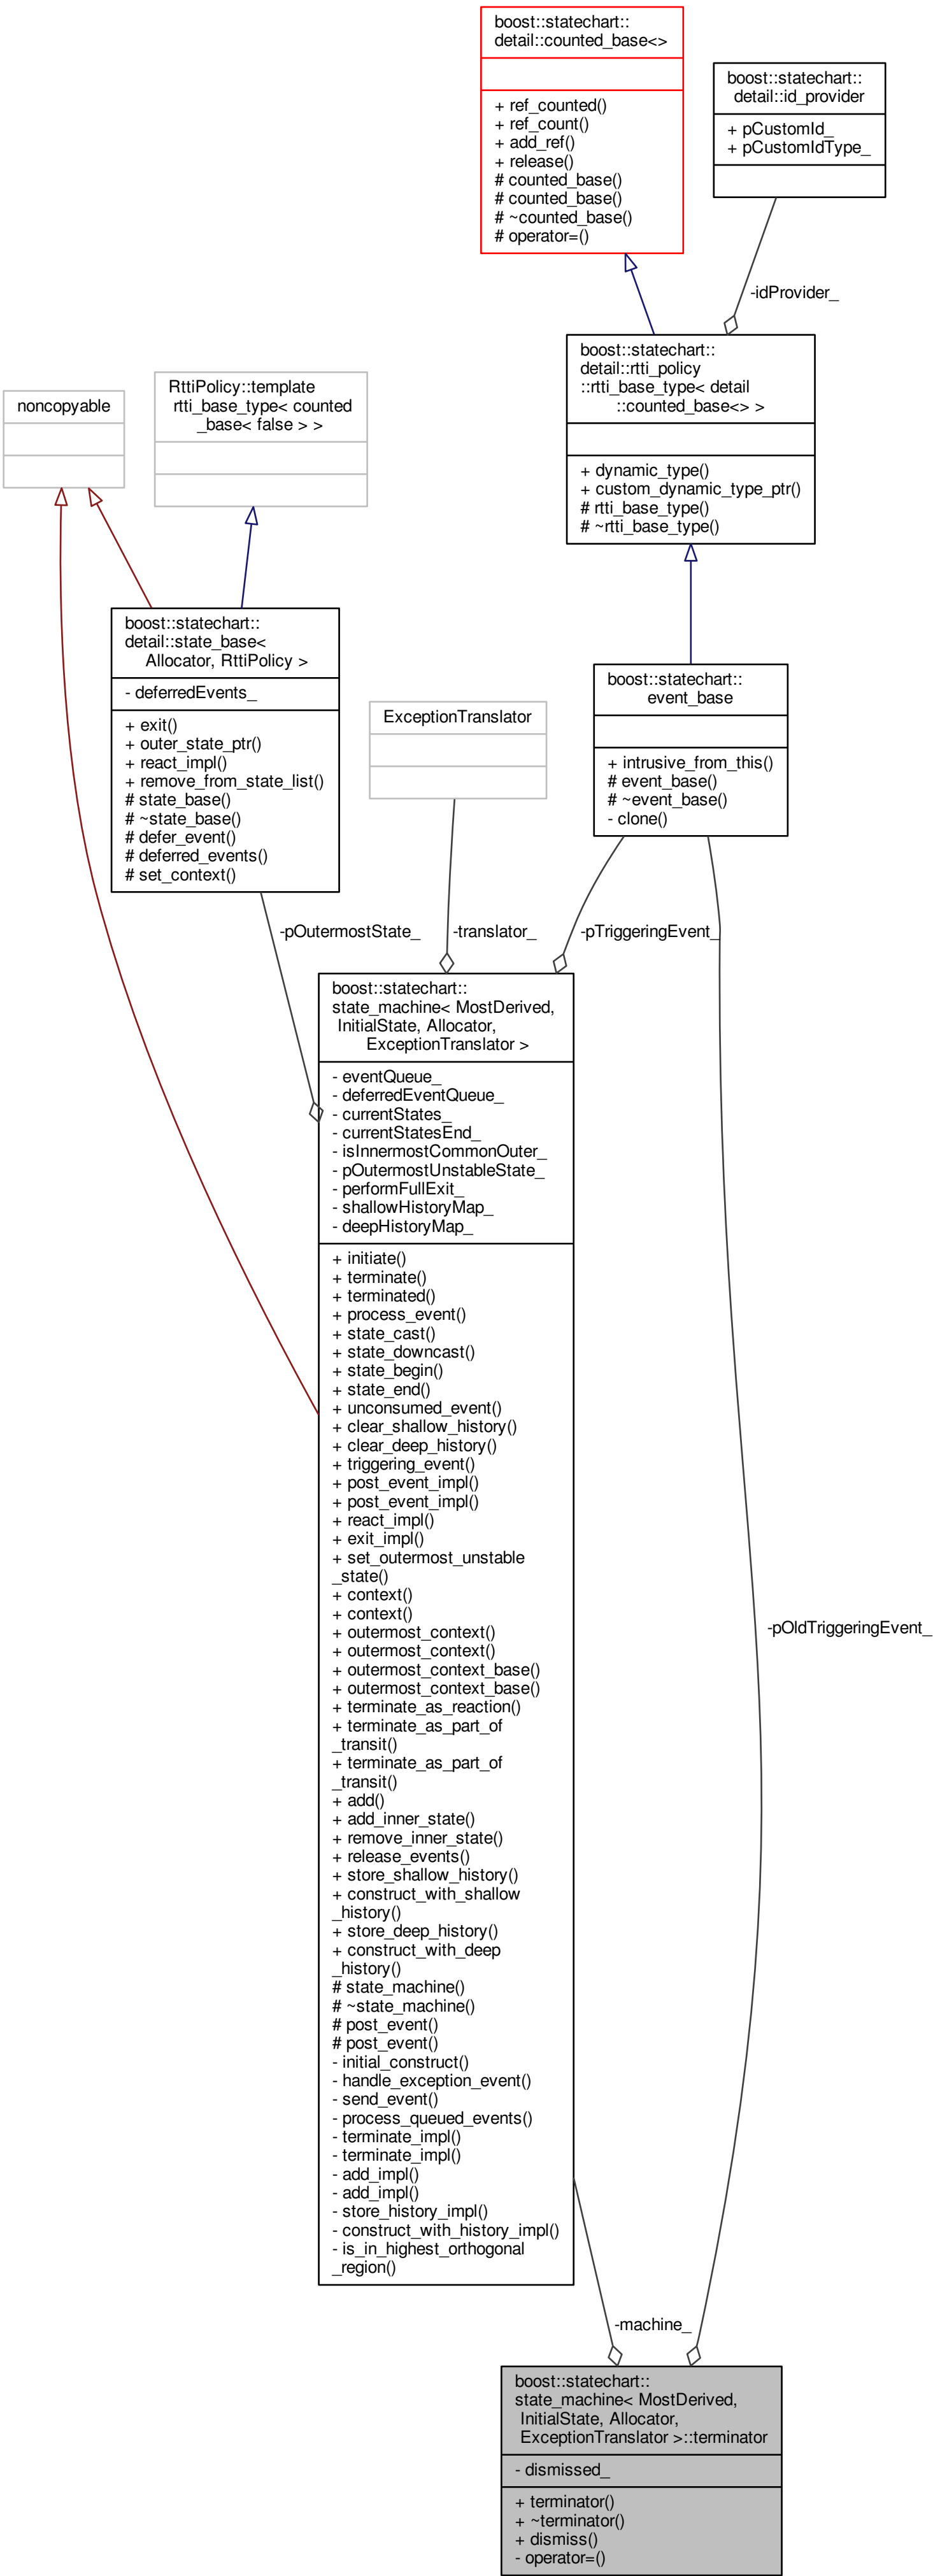 boost::statechart::
detail::counted_base<>
+ ref_counted()
+ ref_count()
+ add_ref()
+ release()
# counted_base()
# counted_base()
# ~counted_base()
# operator=()
boost::statechart::
detail::id_provider
+ pCustomId_
+ pCustomIdType_
-idProvider_
boost::statechart::
detail::rtti_policy
::rtti_base_type< detail
::counted_base<> >
+ dynamic_type()
+ custom_dynamic_type_ptr()
# rtti_base_type()
# ~rtti_base_type()
noncopyable
RttiPolicy::template
rtti_base_type< counted
_base< false > >
boost::statechart::
detail::state_base<
Allocator, RttiPolicy >
- deferredEvents_
+ exit()
+ outer_state_ptr()
+ react_impl()
+ remove_from_state_list()
# state_base()
# ~state_base()
# defer_event()
# deferred_events()
# set_context()
ExceptionTranslator
boost::statechart::
event_base
+ intrusive_from_this()
# event_base()
# ~event_base()
- clone()
-pOutermostState_
-translator_
-pTriggeringEvent_
boost::statechart::
state_machine< MostDerived,
InitialState, Allocator,
ExceptionTranslator >
- eventQueue_
- deferredEventQueue_
- currentStates_
- currentStatesEnd_
- isInnermostCommonOuter_
- pOutermostUnstableState_
- performFullExit_
- shallowHistoryMap_
- deepHistoryMap_
+ initiate()
+ terminate()
+ terminated()
+ process_event()
+ state_cast()
+ state_downcast()
+ state_begin()
+ state_end()
+ unconsumed_event()
+ clear_shallow_history()
+ clear_deep_history()
+ triggering_event()
+ post_event_impl()
+ post_event_impl()
+ react_impl()
+ exit_impl()
+ set_outermost_unstable
_state()
+ context()
+ context()
+ outermost_context()
+ outermost_context()
+ outermost_context_base()
+ outermost_context_base()
+ terminate_as_reaction()
+ terminate_as_part_of
_transit()
+ terminate_as_part_of
_transit()
+ add()
+ add_inner_state()
+ remove_inner_state()
+ release_events()
+ store_shallow_history()
+ construct_with_shallow
_history()
+ store_deep_history()
+ construct_with_deep
_history()
# state_machine()
# ~state_machine()
# post_event()
# post_event()
- initial_construct()
- handle_exception_event()
- send_event()
- process_queued_events()
- terminate_impl()
- terminate_impl()
- add_impl()
- add_impl()
- store_history_impl()
- construct_with_history_impl()
- is_in_highest_orthogonal
_region()
-pOldTriggeringEvent_
-machine_
boost::statechart::
state_machine< MostDerived,
InitialState, Allocator,
ExceptionTranslator >::terminator
- dismissed_
+ terminator()
+ ~terminator()
+ dismiss()
- operator=()